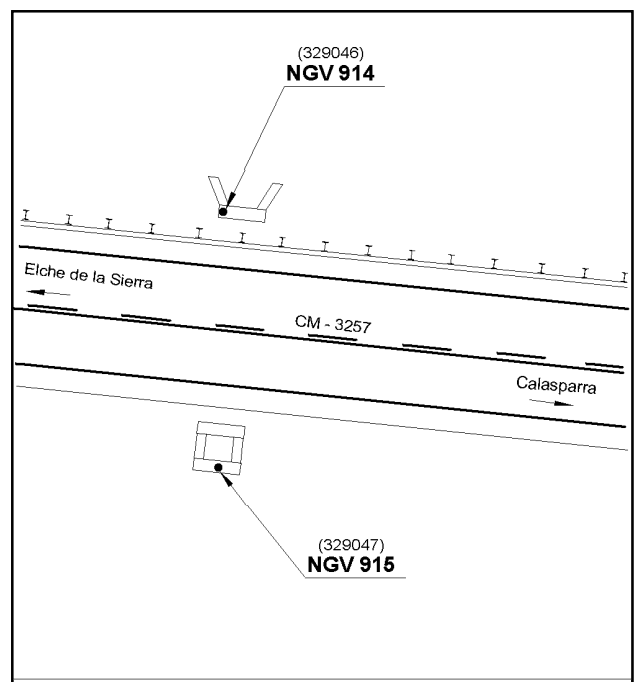 (329046)
NGV 914
Elche de la Sierra
CM - 3257
Calasparra
(329047)
NGV 915